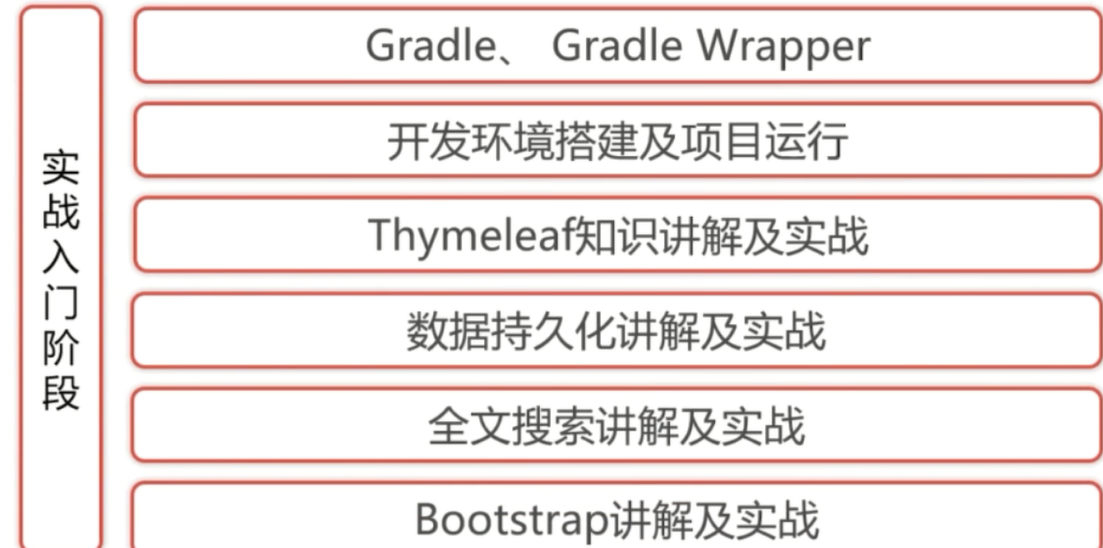 实战入门阶段
Gradle、 Gradle Wrapper
开发环境搭建及项目运行
Thymeleaf知识讲解及实战
数据持久化讲解及实战
全文搜索讲解及实战
Bootstrap讲解及实战